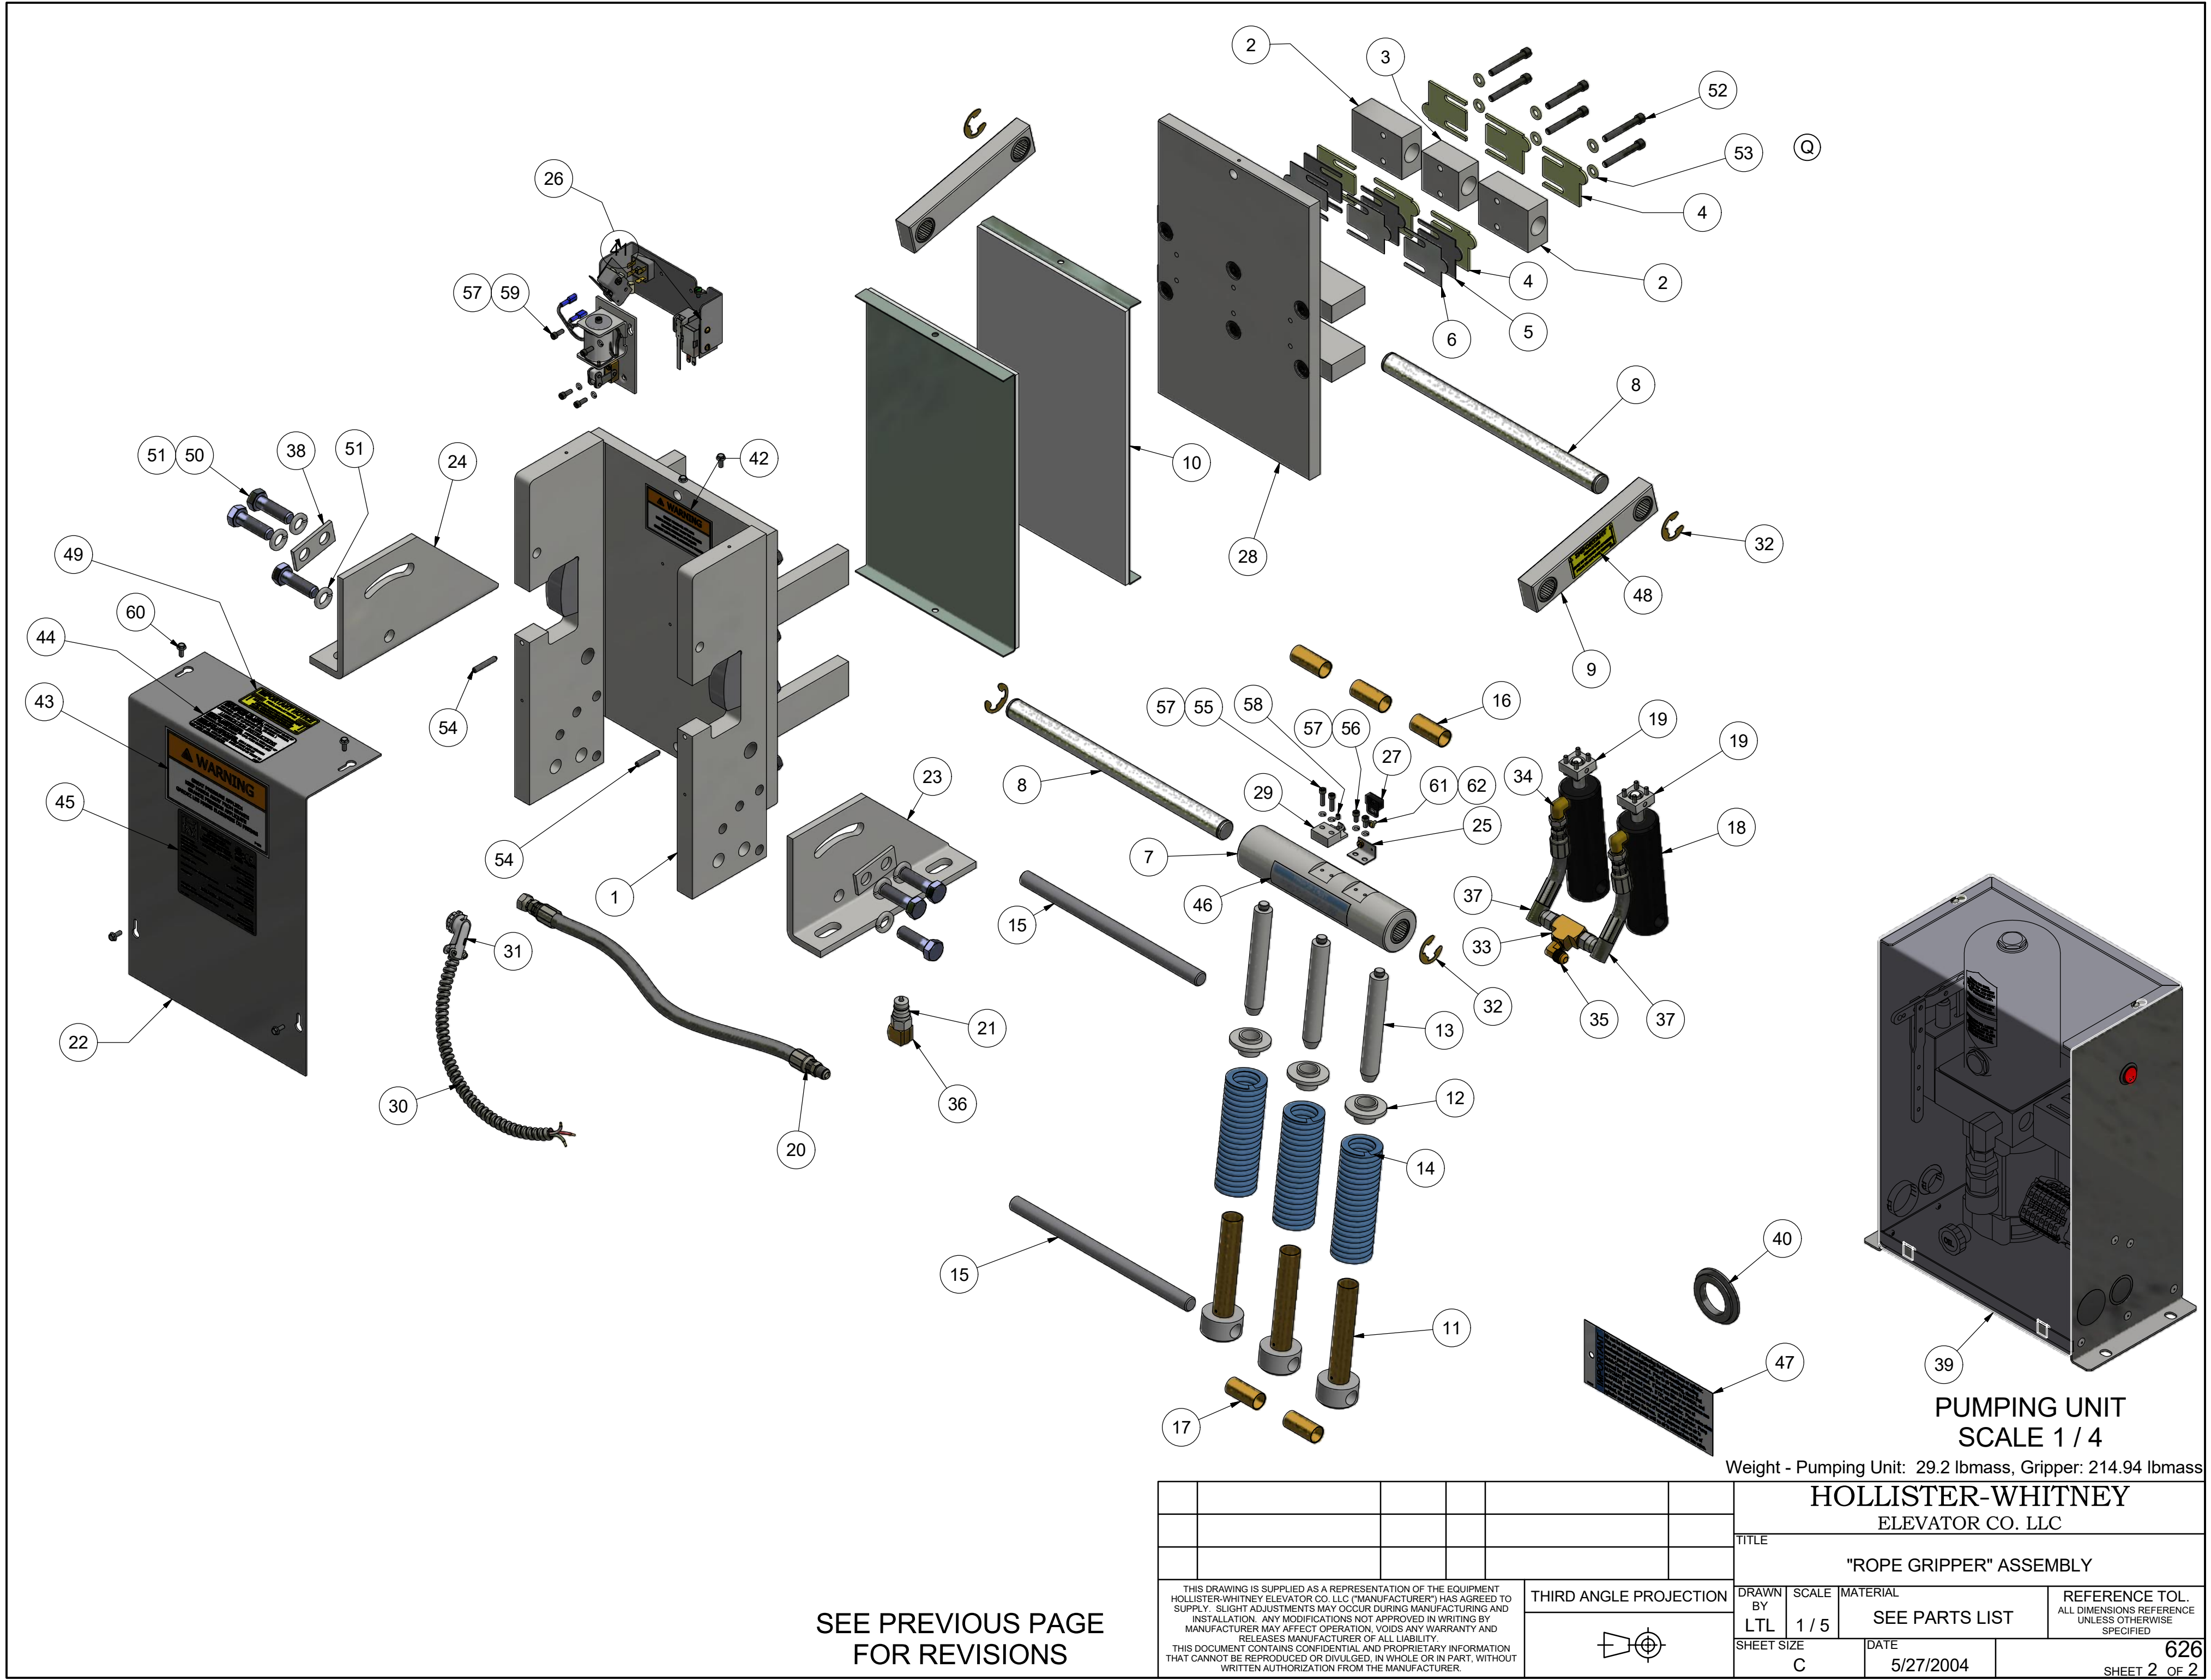 2
3
52
53
Q
4
2
4
5
6
26
57 59
8
10
28
32
48
9
51 50
38
51
24
42
WARNING
49
60
44
43
WARNING
45
54
54
22
1
23
31
30
20
21
36
8
16
57 55
58
57 56
27
61 62
29
25
7
46
15
19
19
34
18
37
33
35
37
32
13
12
14
15
11
17
40
47
39
PUMPING UNIT
SCALE 1 / 4
Weight - Pumping Unit: 29.2 lbmass, Gripper: 214.94 lbmass
HOLLISTER-WHITNEY
ELEVATOR CO. LLC
TITLE
"ROPE GRIPPER" ASSEMBLY
SEE PREVIOUS PAGE
FOR REVISIONS
THIS DRAWING IS SUPPLIED AS A REPRESENTATION OF THE EQUIPMENT
HOLLISTER-WHITNEY ELEVATOR CO. LLC ("MANUFACTURER") HAS AGREED TO
SUPPLY. SLIGHT ADJUSTMENTS MAY OCCUR DURING MANUFACTURING AND
INSTALLATION. ANY MODIFICATIONS NOT APPROVED IN WRITING BY
MANUFACTURER MAY AFFECT OPERATION, VOIDS ANY WARRANTY AND
RELEASES MANUFACTURER OF ALL LIABILITY.
THIS DOCUMENT CONTAINS CONFIDENTIAL AND PROPRIETARY INFORMATION
THAT CANNOT BE REPRODUCED OR DIVULGED, IN WHOLE OR IN PART, WITHOUT
WRITTEN AUTHORIZATION FROM THE MANUFACTURER.
THIRD ANGLE PROJECTION
DRAWN
BY
LTL
SCALE
1 / 5
MATERIAL
SEE PARTS LIST
REFERENCE TOL.
ALL DIMENSIONS REFERENCE
UNLESS OTHERWISE
SPECIFIED
SHEET SIZE
C
DATE
5/27/2004
626
SHEET 2 OF 2